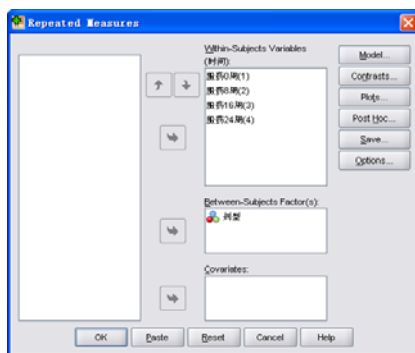 Repeated Measures
Within-Subjects Variables
(时间):
服药0周(1)
服药8周(2)
服药16周(3)
服药24周(4)
Model...
Contrasts...
Plots...
Post Hoc...
Save...
Options...
Between-Subjects Factor(s):
剂型
Covariates:
OK
Paste
Reset
Cancel
Help